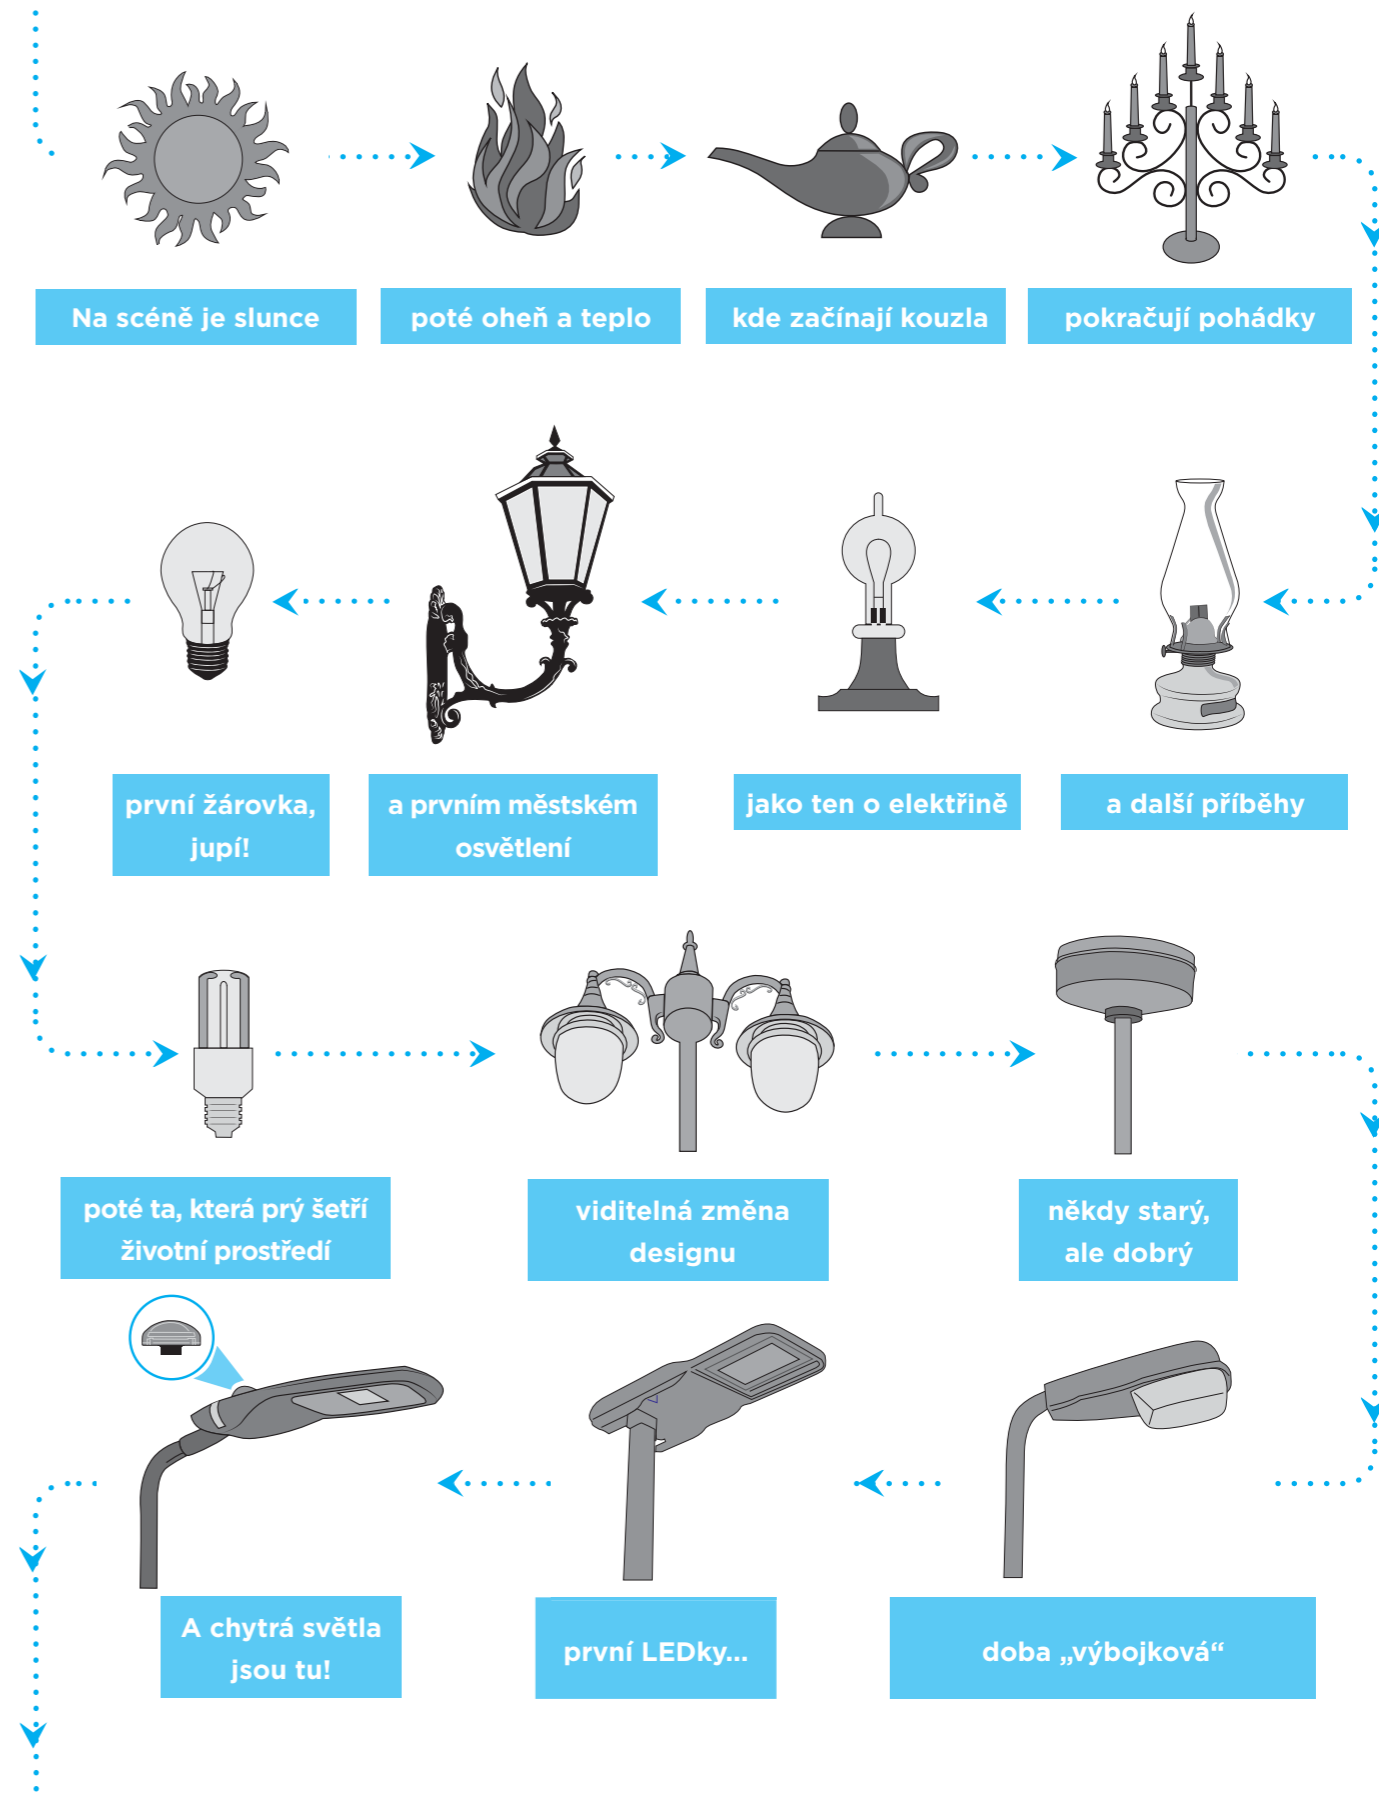 Na scéně je slunce
poté oheň a teplo
kde začínají kouzla
pokračují pohádky
a další příběhy
jako ten o elektřině
a prvním městském
osvětlení
první žárovka,
jupí!
poté ta, která prý šetří
životní prostředí
viditelná změna
designu
někdy starý,
ale dobrý
doba „výbojková“
první LEDky...
A chytrá světla
jsou tu!